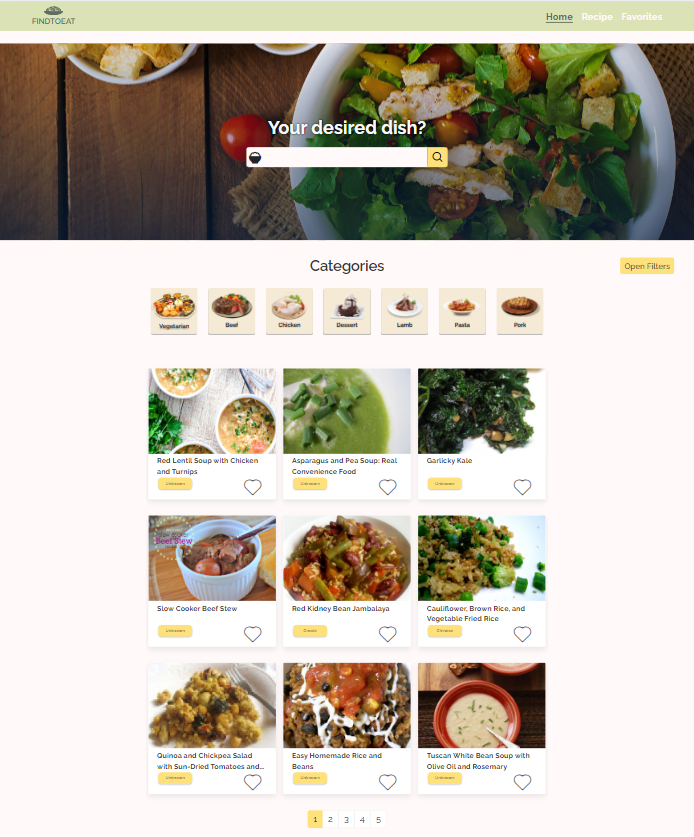 FINDTOEAT
Home Recipe Favorites
Your desired dish?
Categories
Open Filters
Vegetarian
Beef
Chicken
Dessert
Lamb
Pasta
Pork
Red Lentil Soup with Chicken
and Turnips
Unknown
Asparagus and Pea Soup: Real
Convenience Food
Unknown
Garlicky Kale
Unknown
Beef Stew
Slow Cooker Beef Stew
Unknown
Red Kidney Bean Jambalaya
Creole
Cauliflower, Brown Rice, and
Vegetable Fried Rice
Chinese
Quinoa and Chickpea Salad
with Sun-Dried Tomatoes and...
Unknown
Easy Homemade Rice and
Beans
Unknown
Tuscan White Bean Soup with
Olive Oil and Rosemary
Unknown
1 2 3 4 5